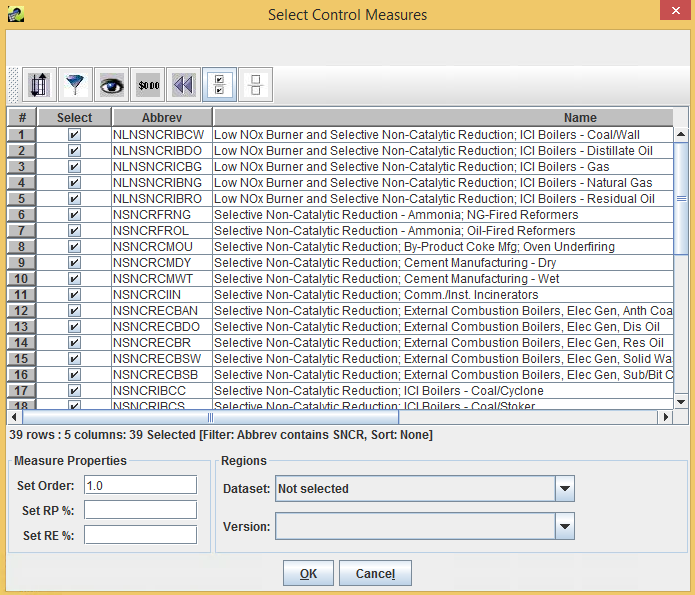 Select Control Measures
$0.00
# Select Abbrev Name
1 NLNSNCRIBCW Low NOx Burner and Selective Non-Catalytic Reduction; ICI Boilers - Coal/Wall
2 NLNSNCRIBDO Low NOx Burner and Selective Non-Catalytic Reduction; ICI Boilers - Distillate Oil
3 NLNSNCRICBG Low NOx Burner and Selective Non-Catalytic Reduction; ICI Boilers - Gas
4 NLNSNCRIBNG Low NOx Burner and Selective Non-Catalytic Reduction; ICI Boilers - Natural Gas
5 NLNSNCRIBRO Low NOx Burner and Selective Non-Catalytic Reduction; ICI Boilers - Residual Oil
6 NSNCRFRNG Selective Non-Catalytic Reduction - Ammonia; NG-Fired Reformers
7 NSNCRFROL Selective Non-Catalytic Reduction - Ammonia; Oil-Fired Reformers
8 NSNCRCMOU Selective Non-Catalytic Reduction; By-Product Coke Mfg; Oven Underfiring
9 NSNCRCMDY Selective Non-Catalytic Reduction; Cement Manufacturing - Dry
10 NSNCRCMWT Selective Non-Catalytic Reduction; Cement Manufacturing - Wet
11 NSNCRCIIN Selective Non-Catalytic Reduction; Comm./Inst. Incinerators
12 NSNCRECBAN Selective Non-Catalytic Reduction; External Combustion Boilers, Elec Gen, Anth Coa
13 NSNCRECBDO Selective Non-Catalytic Reduction; External Combustion Boilers, Elec Gen, Dis Oil
14 NSNCRECBR Selective Non-Catalytic Reduction; External Combustion Boilers, Elec Gen, Res Oil
15 NSNCRECBSW Selective Non-Catalytic Reduction; External Combustion Boilers, Elec Gen, Solid Wa
16 NSNCRECBSB Selective Non-Catalytic Reduction; External Combustion Boilers, Elec Gen, Sub/Bit C
17 NSNCRIBCC Selective Non-Catalytic Reduction; ICI Boilers - Coal/Cyclone
18 NSNCRIBCS Selective Non-Catalytic Reduction; ICI Boilers - Coal/Stoker
39 rows : 5 columns: 39 Selected [Filter: Abbrev contains SNCR, Sort: None]
Measure Properties
Set Order: 1.0
Set RP %:
Set RE %:
Regions
Dataset: Not selected
Version:
OK Cancel